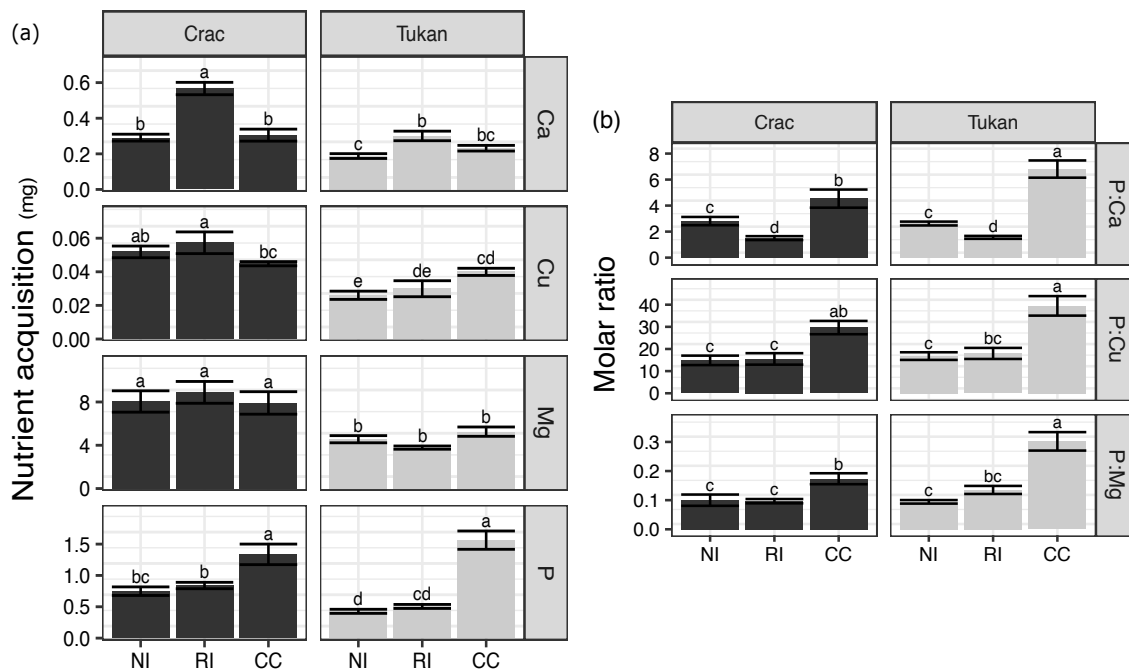 (a)
Crac Tukan
Nutrient acquisition (mg)
0.6
0.4
0.2
0.0
b a b
c b bc
Ca
0.06
0.04
0.02
0.00
ab a bc
e de cd
Cu
8
4
0
a a a
b b b
Mg
1.5
1.0
0.5
0.0
bc b a
d cd a
P
NI RI CC NI RI CC
(b)
Crac Tukan
Molar ratio
8
6
4
2
0
c d b
c d a
P:Ca
40
30
20
10
0
c c ab
c bc a
P:Cu
0.3
0.2
0.1
0.0
c c b
c bc a
P:Mg
NI RI CC NI RI CC